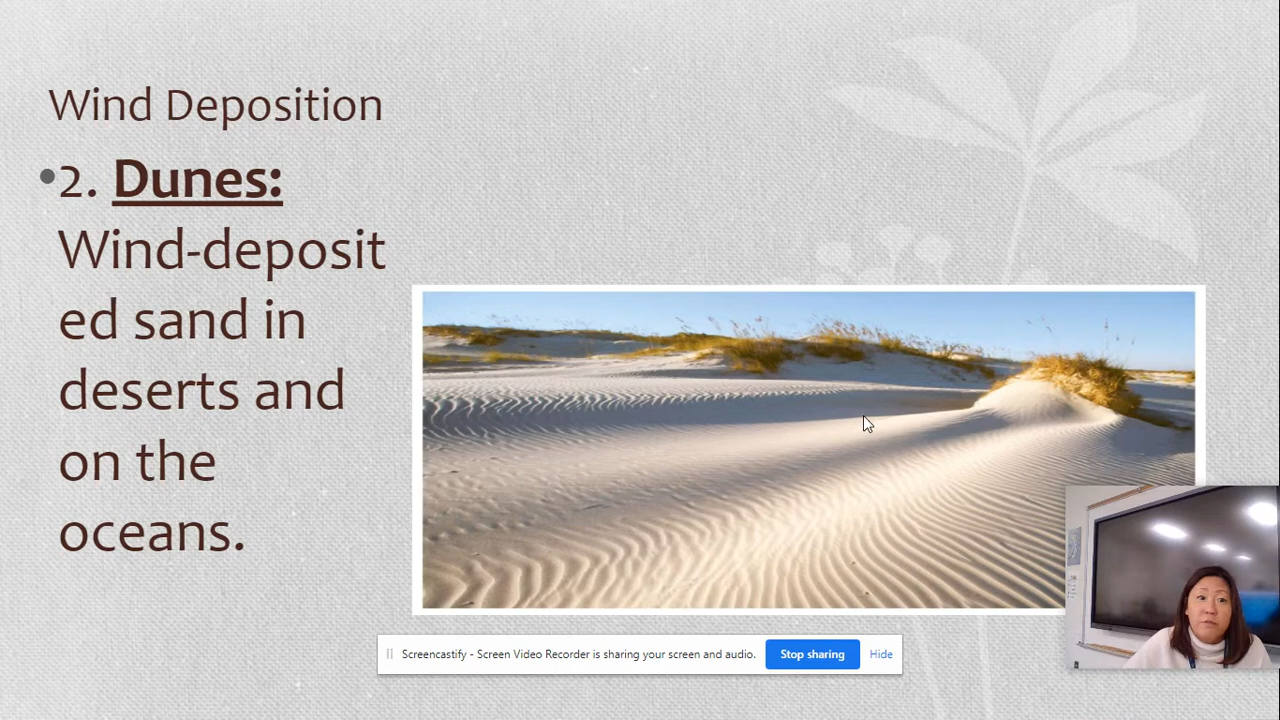 Wind Deposition
•2. Dunes:
Wind-deposit
ed sand in
deserts and
on the
oceans.
Screencastify - Screen Video Recorder is sharing your screen and audio.
Stop sharing
Hide